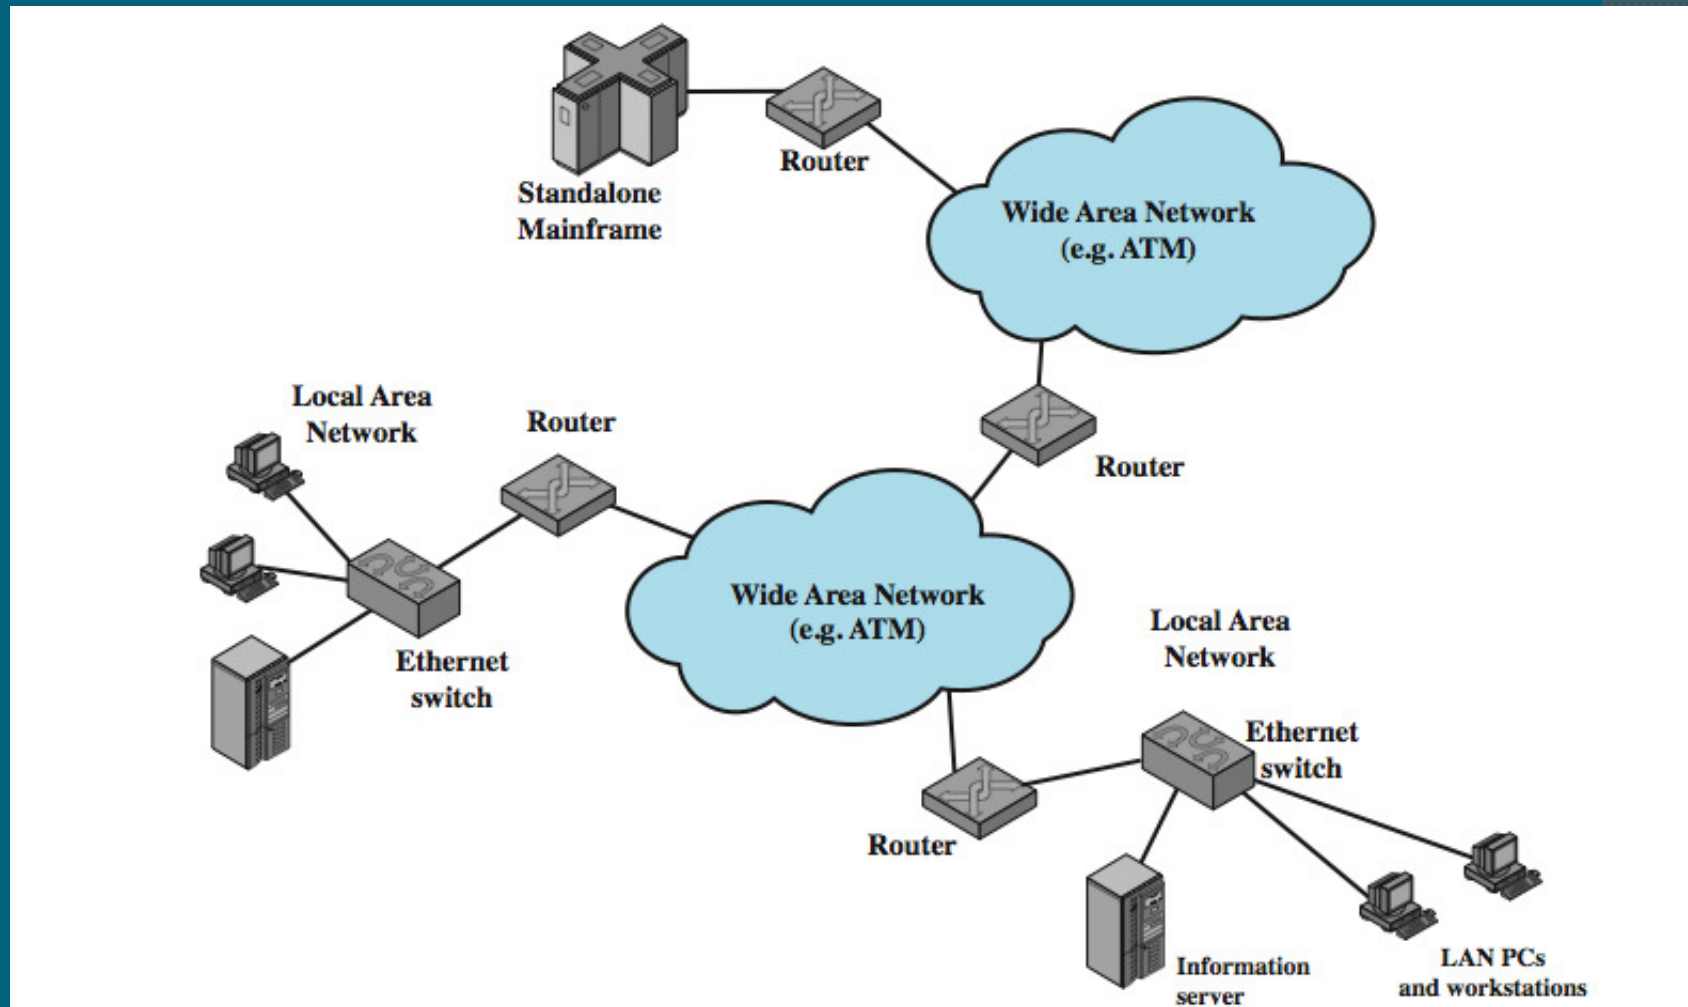 Router
Standalone
Mainframe
Wide Area Network
(e.g. ATM)
Local Area
Network
Router
Router
Wide Area Network
(e.g. ATM)
Local Area
Network
Ethernet
switch
Ethernet
switch
Router
Information
server
LAN PCs
and workstations